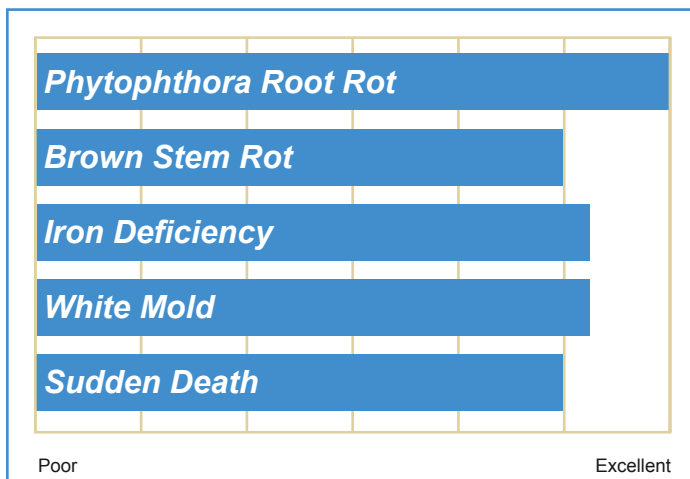 Phytophthora Root Rot
Brown Stem Rot
Iron Deficiency
White Mold
Sudden Death
Poor Excellent